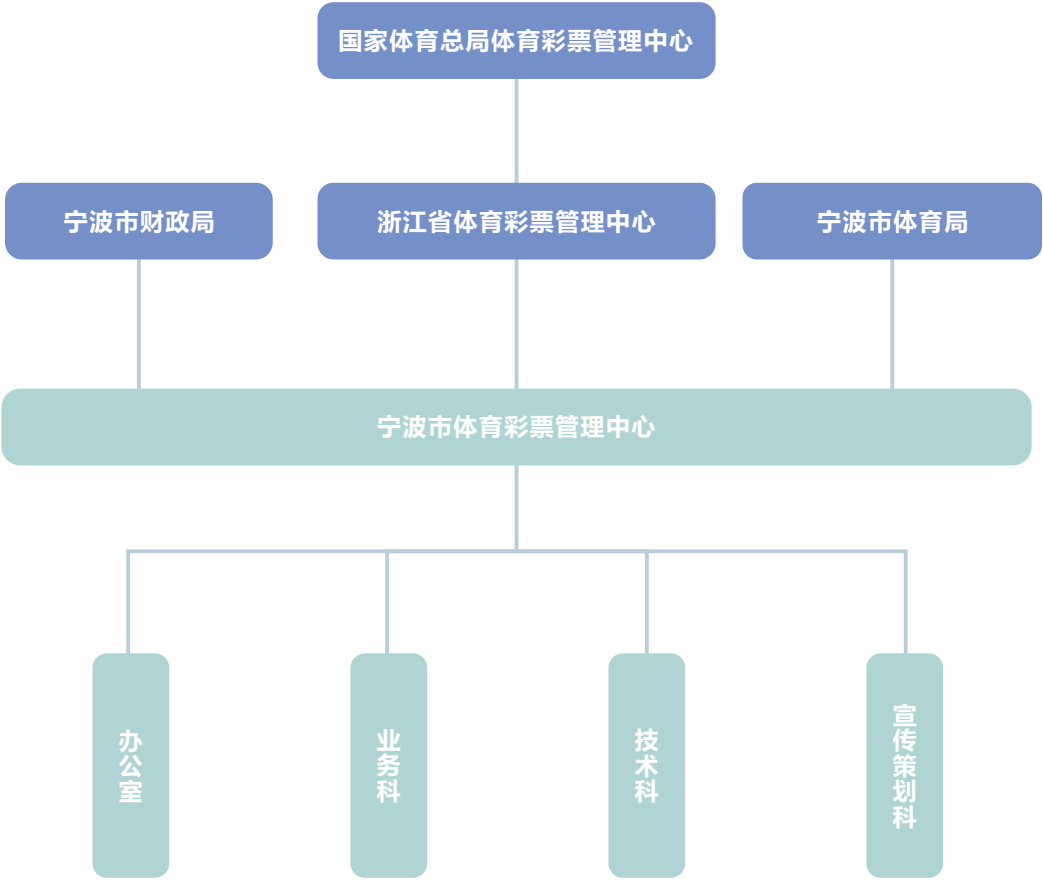 国家体育总局体育彩票管理中心
宁波市财政局
浙江省体育彩票管理中心
宁波市体育局
宁波市体育彩票管理中心
办公室
业务科
技术科
宣传策划科